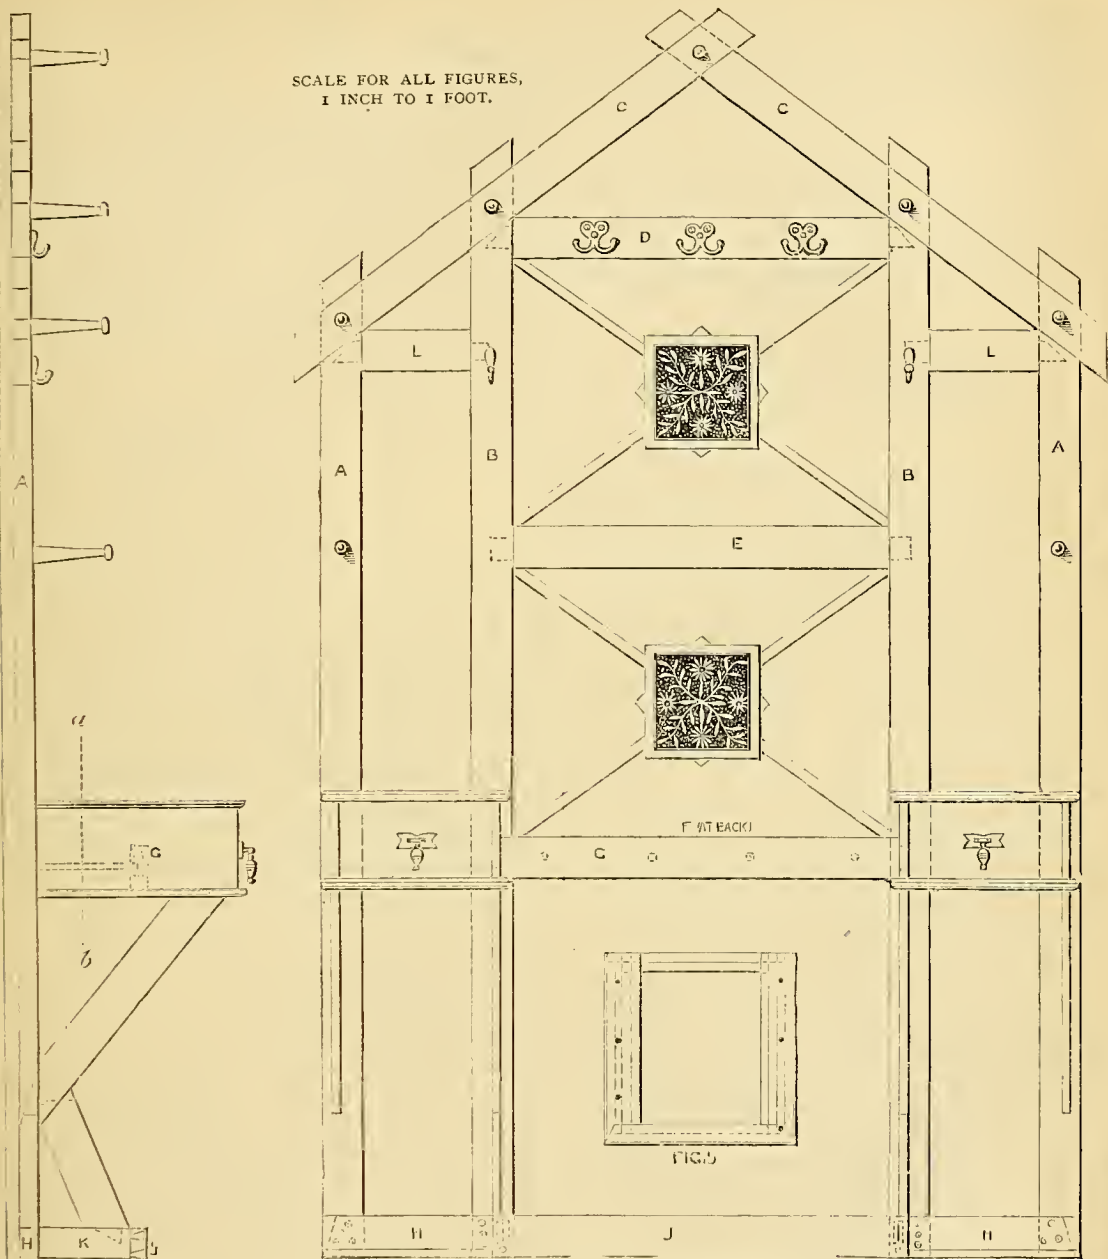 SCALE FOR ALL FIGURES,
1 INCH TO 1 FOOT.
C
C
D
L
L
A
B
B
A
A
E
a
F (AT BACK)
G
G
b
FIG. 5
H
K
J
H
J
H